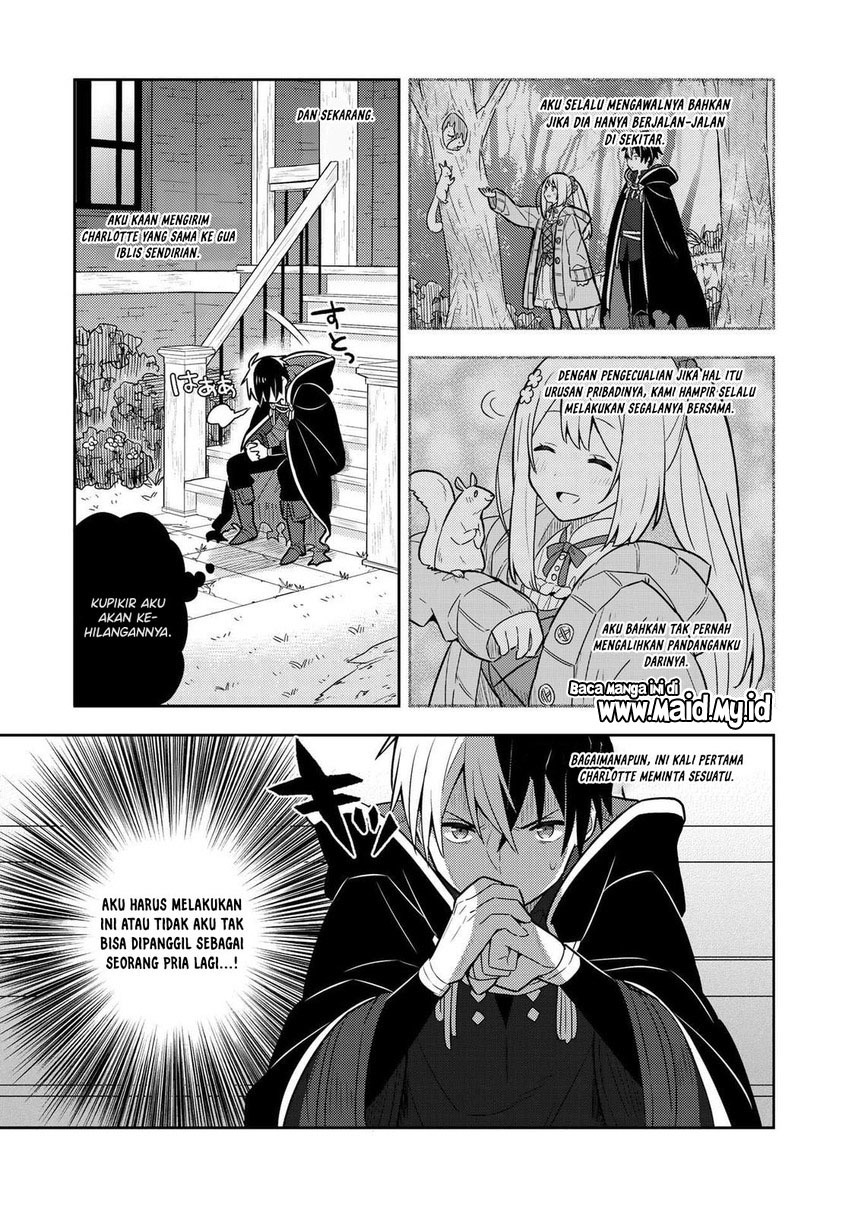 AKU SELALU MENGAWALNYA BAHKAN
JIKA DIA HANYA BERJALAN-JALAN
DI SEKITAR.
DENGAN PENGECUALIAN JIKA HAL ITU
URUSAN PRIBADINYA, KAMI HAMPIR SELALU
MELAKUKAN SEGALANYA BERSAMA.
AKU BAHKAN TAK PERNAH
MENGALIHKAN PANDANGANKU
DARINYA.
Baca Manga ini di
www.Maid.My.id
DAN SEKARANG.
AKU KAAN MENGIRIM
CHARLOTTE YANG SAMA KE GUA
IBLIS SENDIRIAN.
すとっ
はあぁぁ
KUPIKIR AKU
AKAN KE-
HILANGANNYA.
BAGAIMANAPUN, INI KALI PERTAMA
CHARLOTTE MEMINTA SESUATU.
キッ
AKU HARUS MELAKUKAN
INI ATAU TIDAK AKU TAK
BISA DIPANGGIL SEBAGAI
SEORANG PRIA LAGI...!